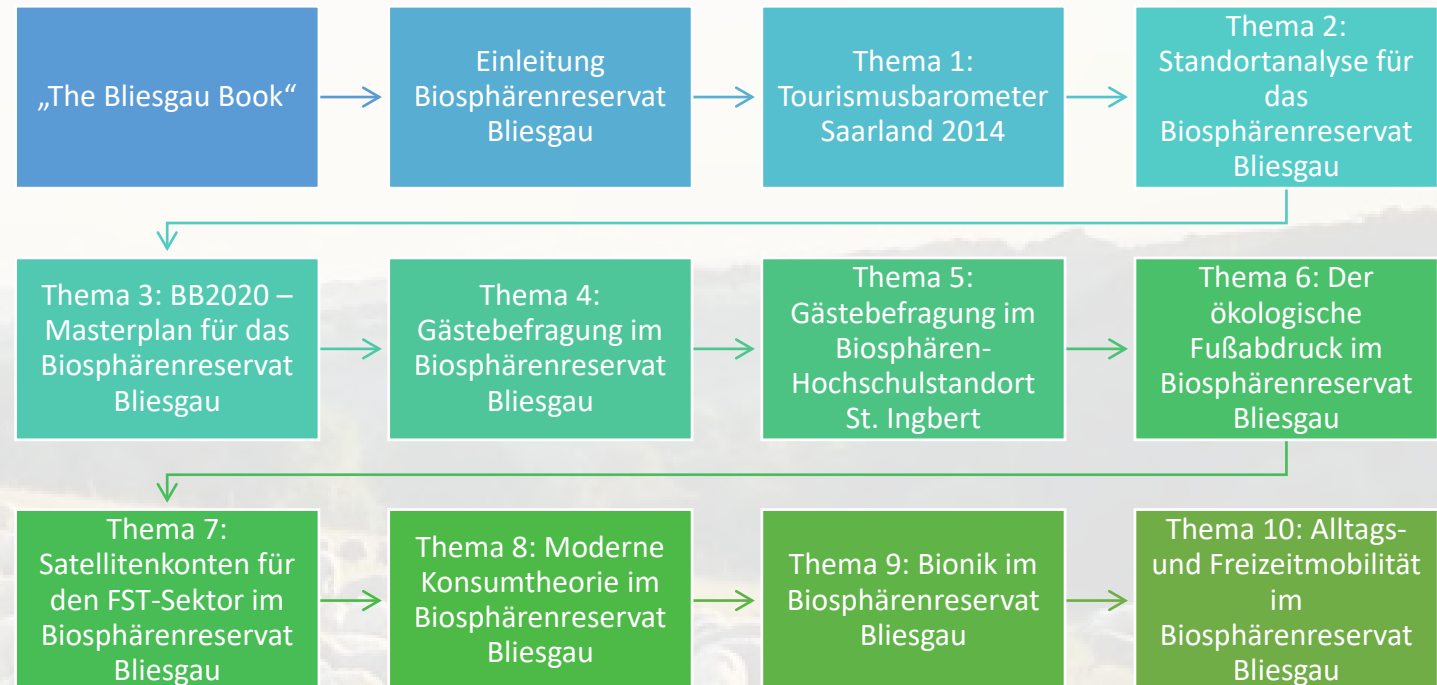 „The Bliesgau Book“
Einleitung
Biosphärenreservat
Bliesgau
Thema 1:
Tourismusbarometer
Saarland 2014
Thema 2:
Standortanalyse für
das
Biosphärenreservat
Bliesgau
Thema 3: BB2020 –
Masterplan für das
Biosphärenreservat
Bliesgau
Thema 4:
Gästebefragung im
Biosphärenreservat
Bliesgau
Thema 5:
Gästebefragung im
Biosphären-
Hochschulstandort
St. Ingbert
Thema 6: Der
ökologische
Fußabdruck im
Biosphärenreservat
Bliesgau
Thema 7:
Satellitenkonten für
den FST-Sektor im
Biosphärenreservat
Bliesgau
Thema 8: Moderne
Konsumtheorie im
Biosphärenreservat
Bliesgau
Thema 9: Bionik im
Biosphärenreservat
Bliesgau
Thema 10: Alltags-
und Freizeitmobilität
im
Biosphärenreservat
Bliesgau